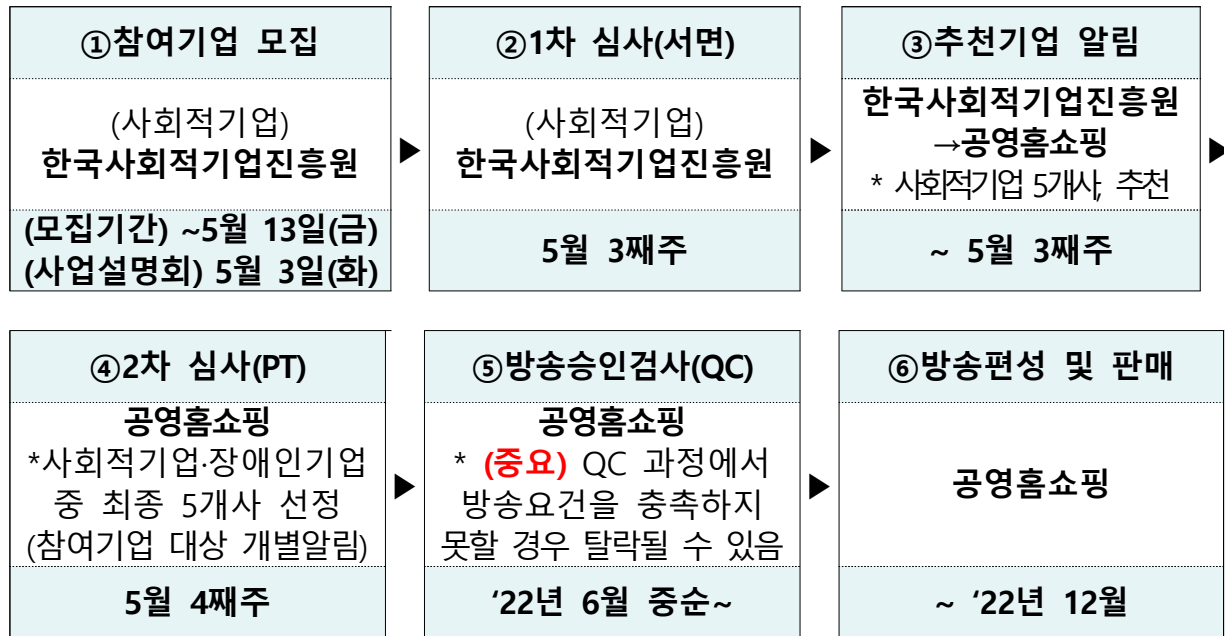 ①참여기업 모집
(사회적기업)
한국사회적기업진흥원
(모집기간) ~5월 13일(금)
(사업설명회) 5월 3일(화)
▶
②1차 심사(서면)
(사회적기업)
한국사회적기업진흥원
5월 3째주
▶
③추천기업 알림
한국사회적기업진흥원
→공영홈쇼핑
* 사회적기업 5개사, 추천
~ 5월 3째주
▶
④2차 심사(PT)
공영홈쇼핑
*사회적기업·장애인기업
중 최종 5개사 선정
(참여기업 대상 개별알림)
5월 4째주
▶
⑤방송승인검사(QC)
공영홈쇼핑
* (중요) QC 과정에서
방송요건을 충족하지
못할 경우 탈락될 수 있음
‘22년 6월 중순~
▶
⑥방송편성 및 판매
공영홈쇼핑
~ ‘22년 12월